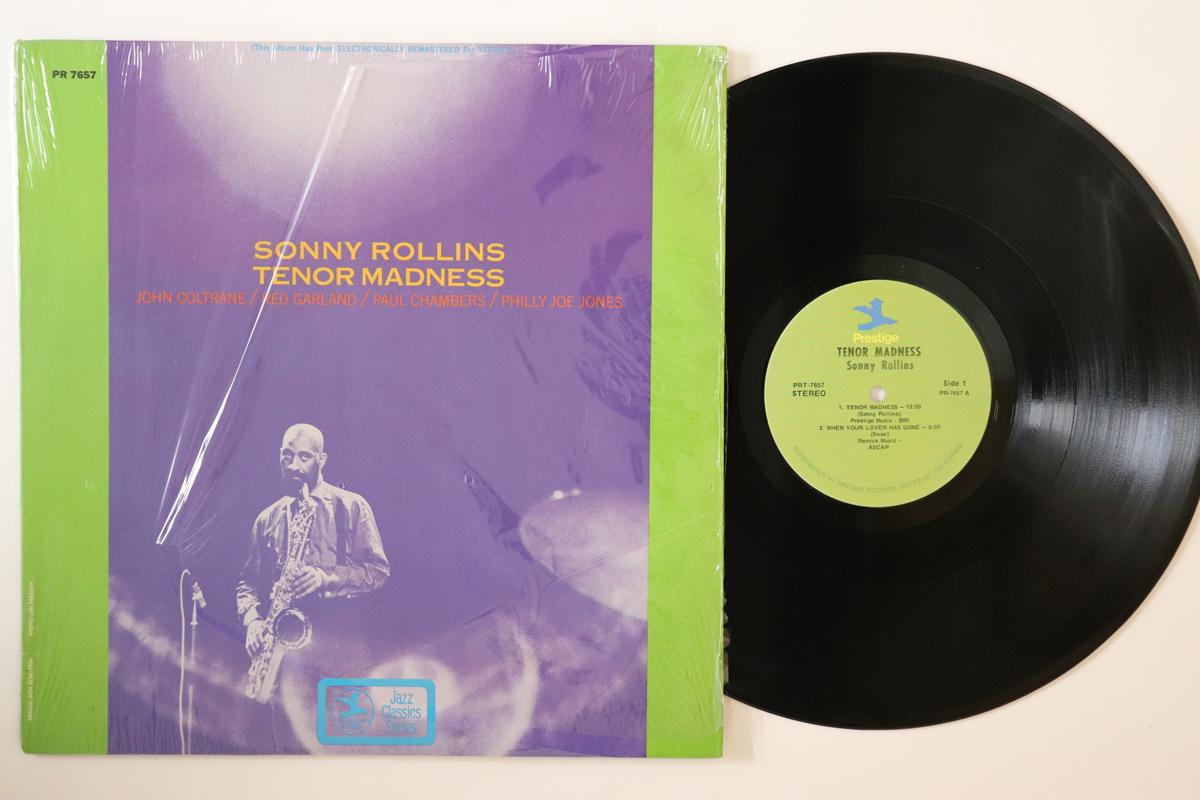 (This Album Has Been ELECTRONICALLY REMASTERED for STEREO)
PR 7657
SONNY ROLLINS
TENOR MADNESS
JOHN COLTRANE / RED GARLAND / PAUL CHAMBERS / PHILLY JOE JONES
Jazz
Classics
Series
Prestige
TENOR MADNESS
Sonny Rollins
PRT-7657
STEREO
Side 1
PR-7657 A
1. TENOR MADNESS – 12:00
(Sonny Rollins)
Prestige Music - BMI
2. WHEN YOUR LOVER HAS GONE – 6:00
(Swan)
Remick Music -
ASCAP
DISTRIBUTED BY FANTASY RECORDS, BERKELEY, CALIFORNIA